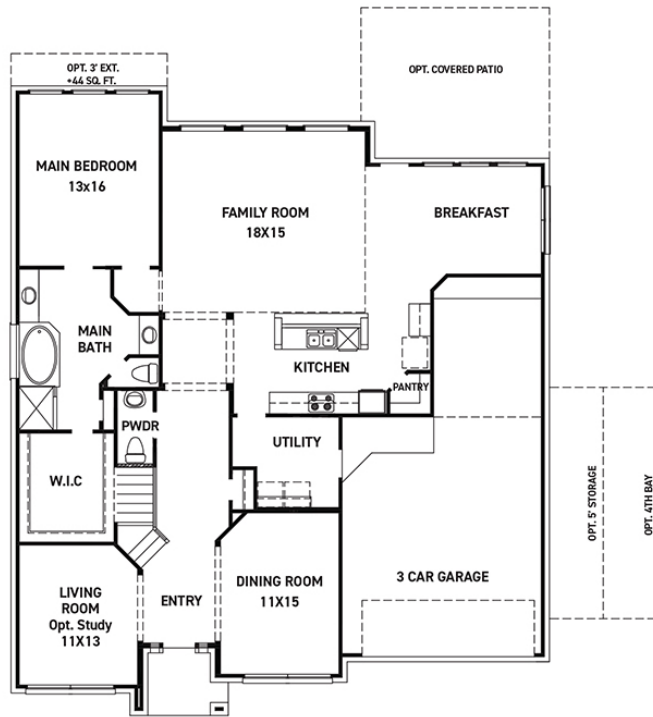 OPT. 3' EXT.
+44 SQ. FT.
OPT. COVERED PATIO
MAIN BEDROOM
13x16
FAMILY ROOM
18X15
BREAKFAST
MAIN
BATH
KITCHEN
PANTRY
PWDR
UTILITY
W.I.C
OPT. 5' STORAGE
OPT. 4TH BAY
LIVING
ROOM
Opt. Study
11X13
ENTRY
DINING ROOM
11X15
3 CAR GARAGE